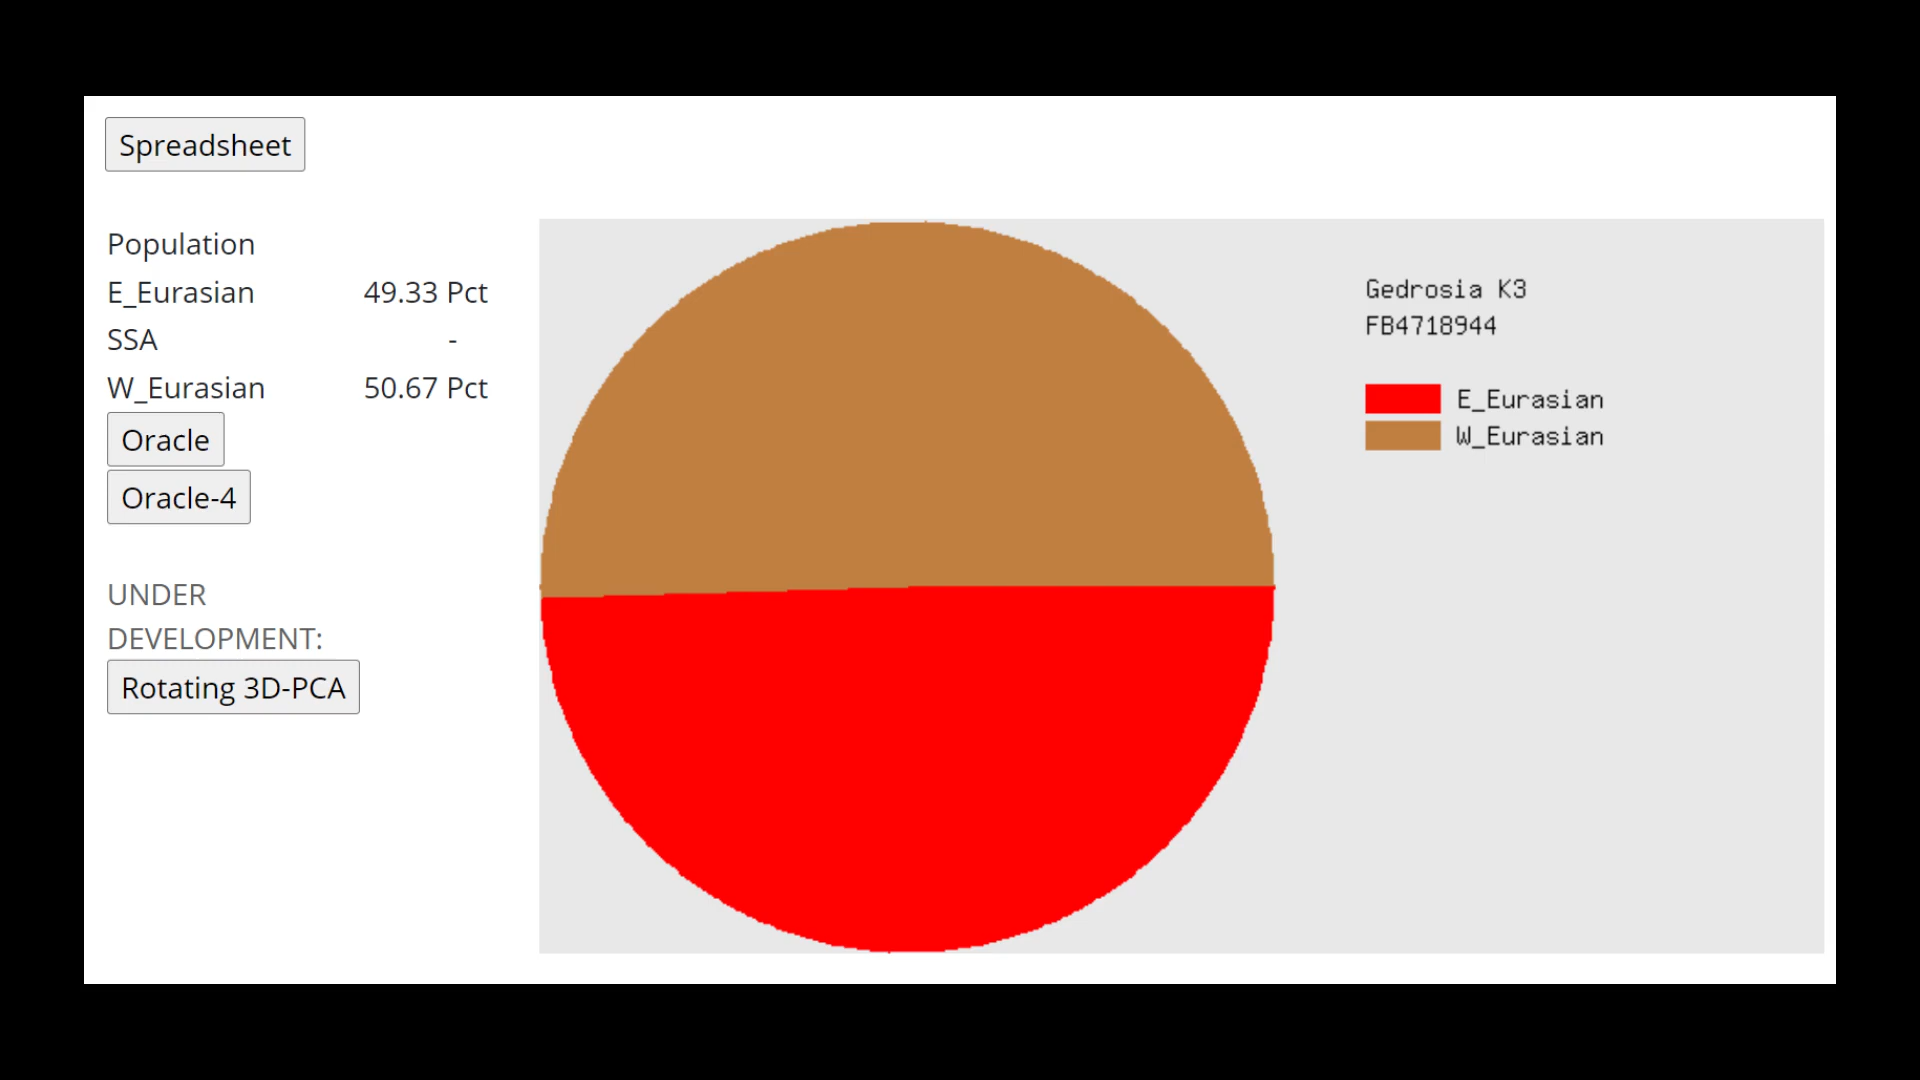 Spreadsheet
Population
E_Eurasian 49.33 Pct
SSA -
W_Eurasian 50.67 Pct
Oracle
Oracle-4
UNDER
DEVELOPMENT:
Rotating 3D-PCA
Gedrosia K3
FB4718944
E_Eurasian
W_Eurasian